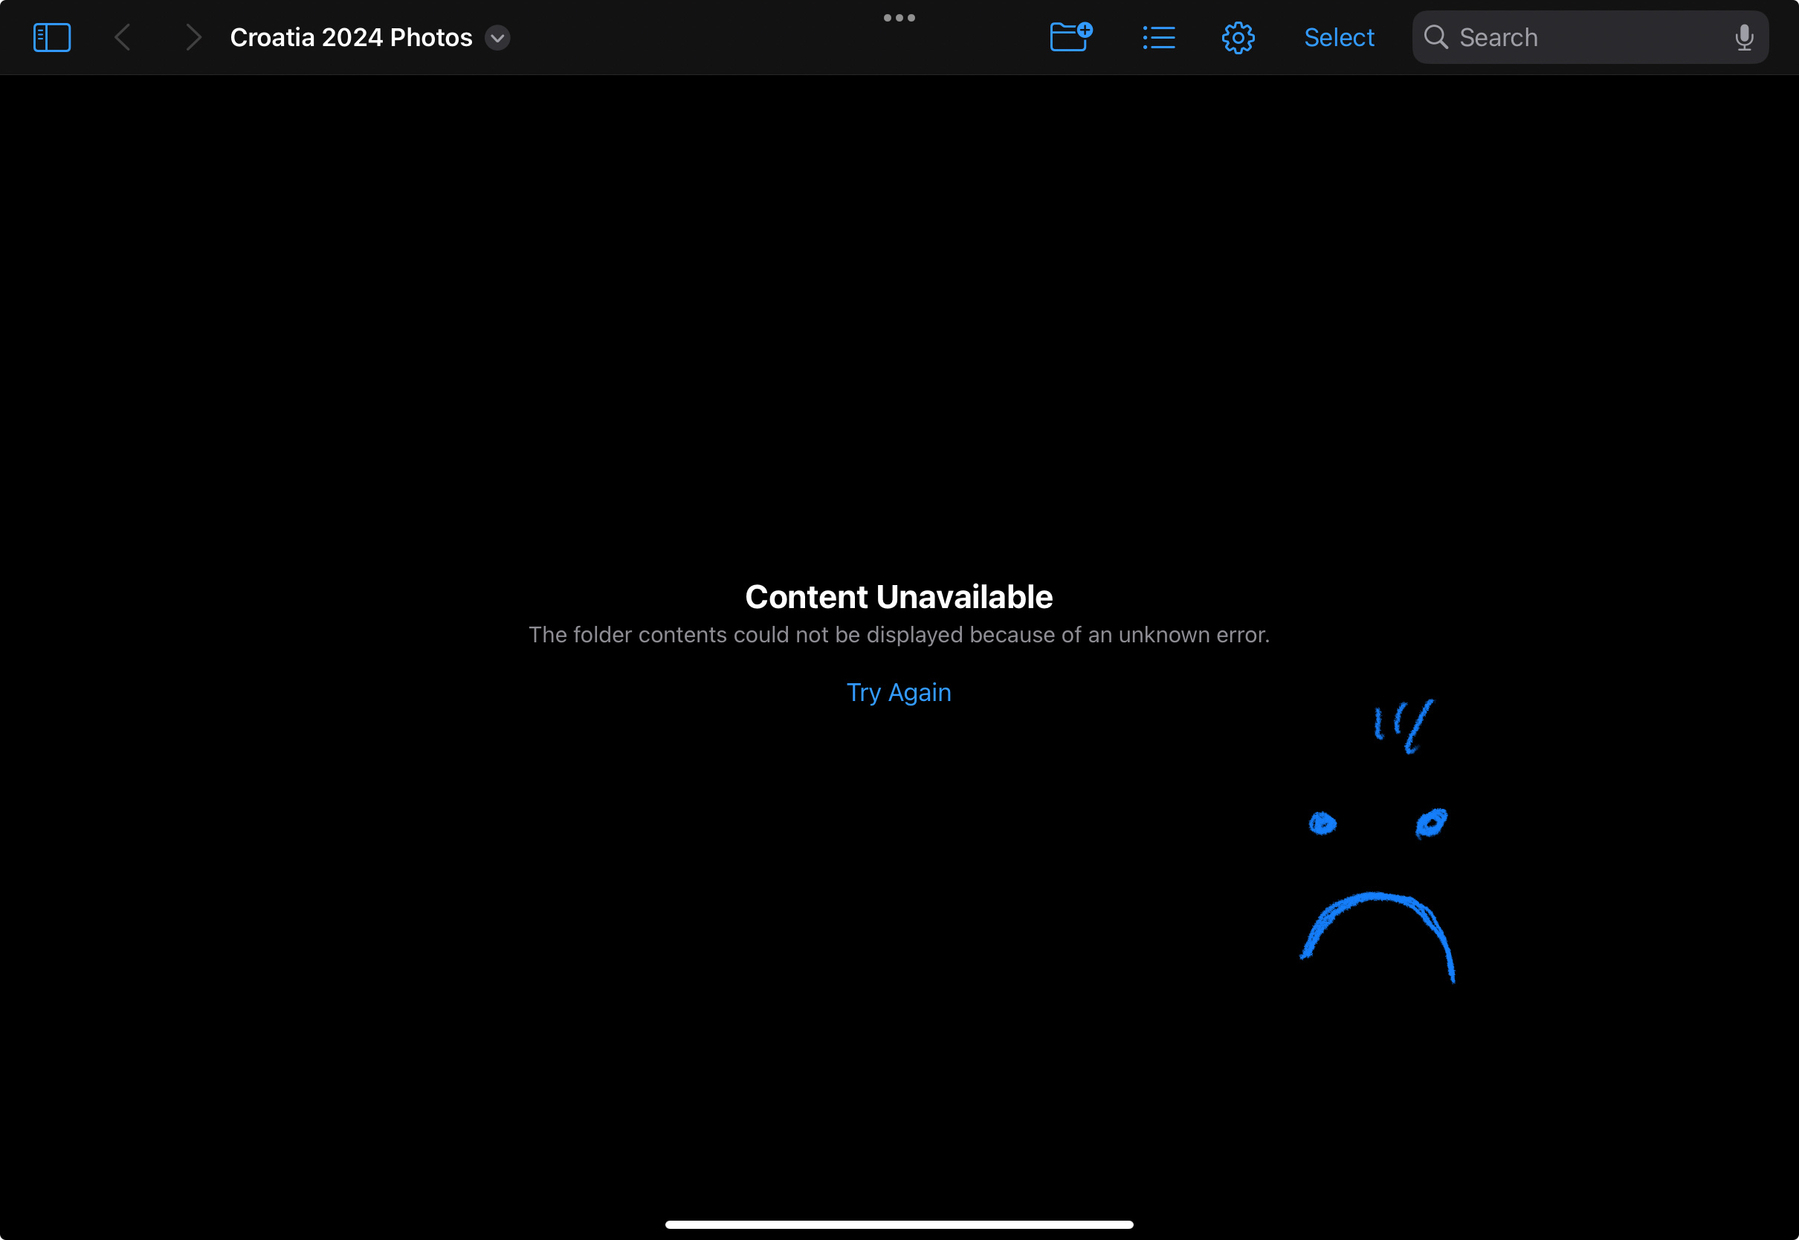 Croatia 2024 Photos
Select
Search
Content Unavailable
The folder contents could not be displayed because of an unknown error.
Try Again